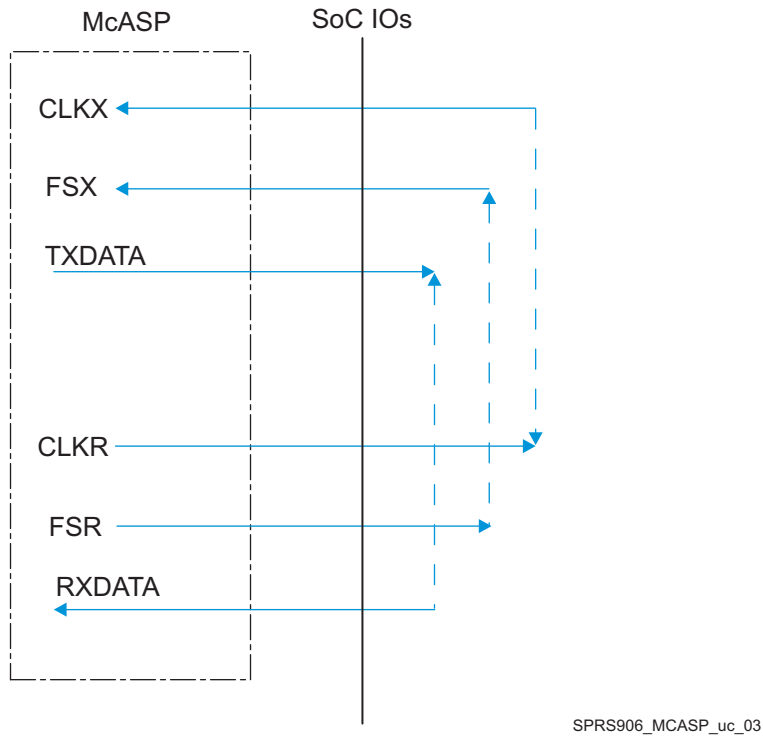 McASP
SoC IOs
CLKX
FSX
TXDATA
CLKR
FSR
RXDATA
SPRS906_MCASP_uc_03